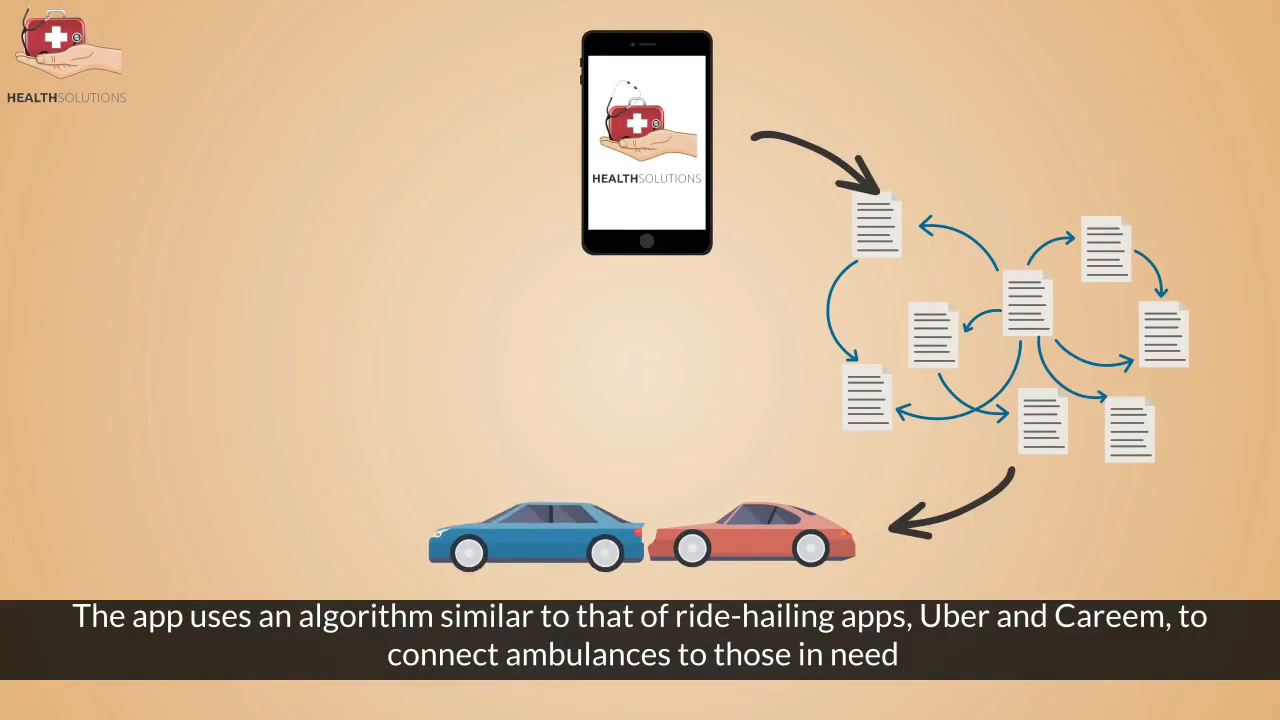 HEALTHSOLUTIONS
HEALTHSOLUTIONS
The app uses an algorithm similar to that of ride-hailing apps, Uber and Careem, to
connect ambulances to those in need